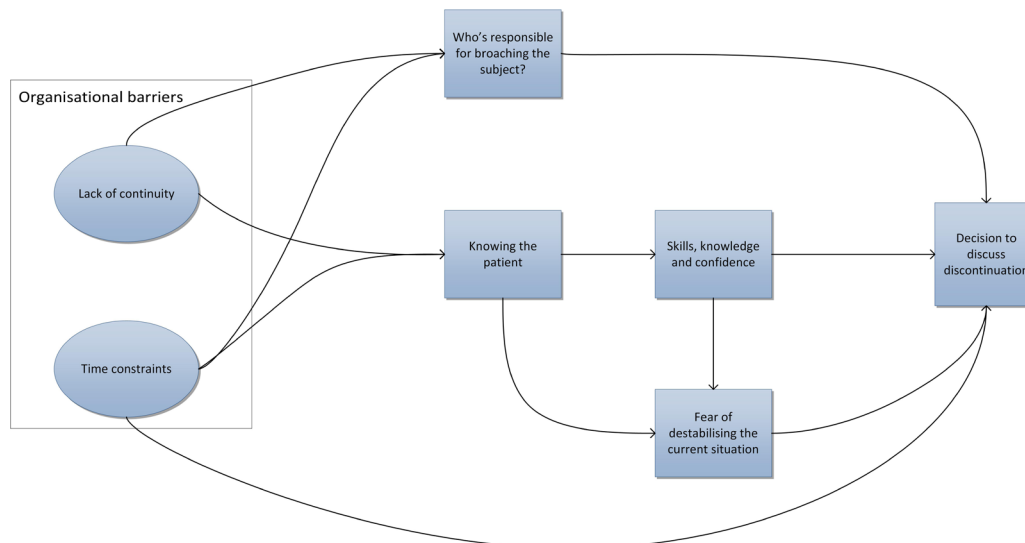 Who's responsible
for broaching the
subject?
Organisational barriers
Lack of continuity
Knowing the
patient
Skills, knowledge
and confidence
Decision to
discuss
discontinuation
Time constraints
Fear of
destabilising the
current situation